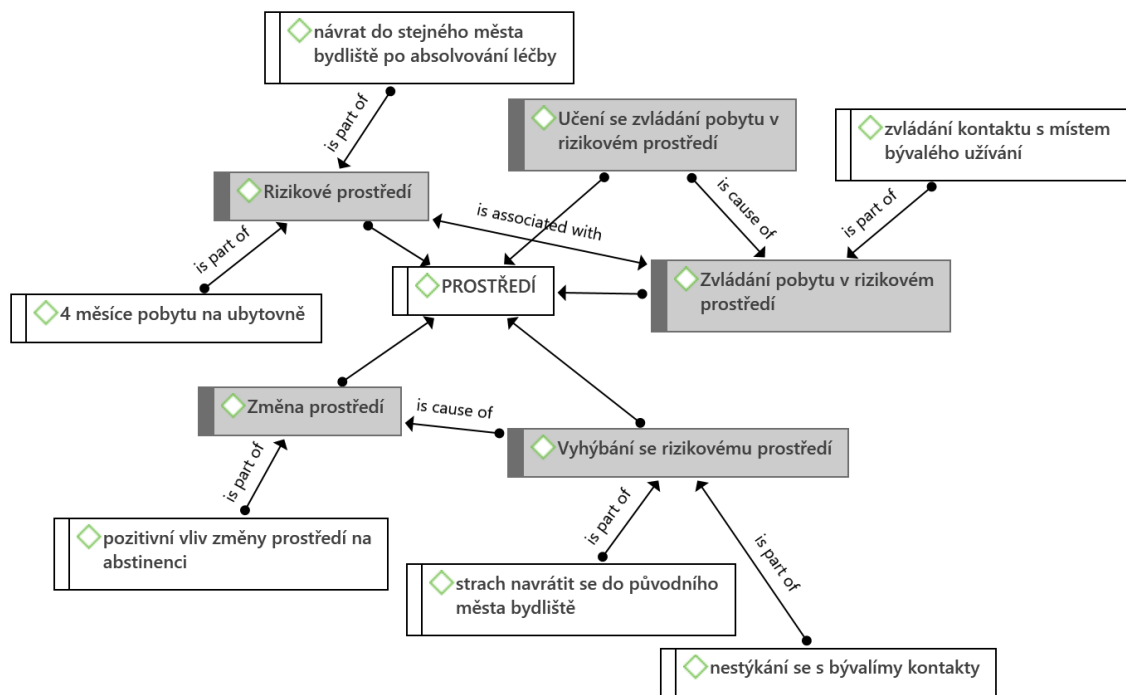 návrat do stejného města
bydliště po absolvování léčby
is part of
Učení se zvládání pobytu v
rizikovém prostředí
zvládání kontaktu s místem
bývalého užívání
Rizikové prostředí
is associated with
is cause of
is part of
is part of
PROSTŘEDÍ
Zvládání pobytu v rizikovém
prostředí
4 měsíce pobytu na ubytovně
Změna prostředí
is cause of
Vyhýbání se rizikovému prostředí
is part of
is part of
is part of
pozitivní vliv změny prostředí na
abstinenci
strach navrátit se do původního
města bydliště
nestýkání se s bývalímy kontakty